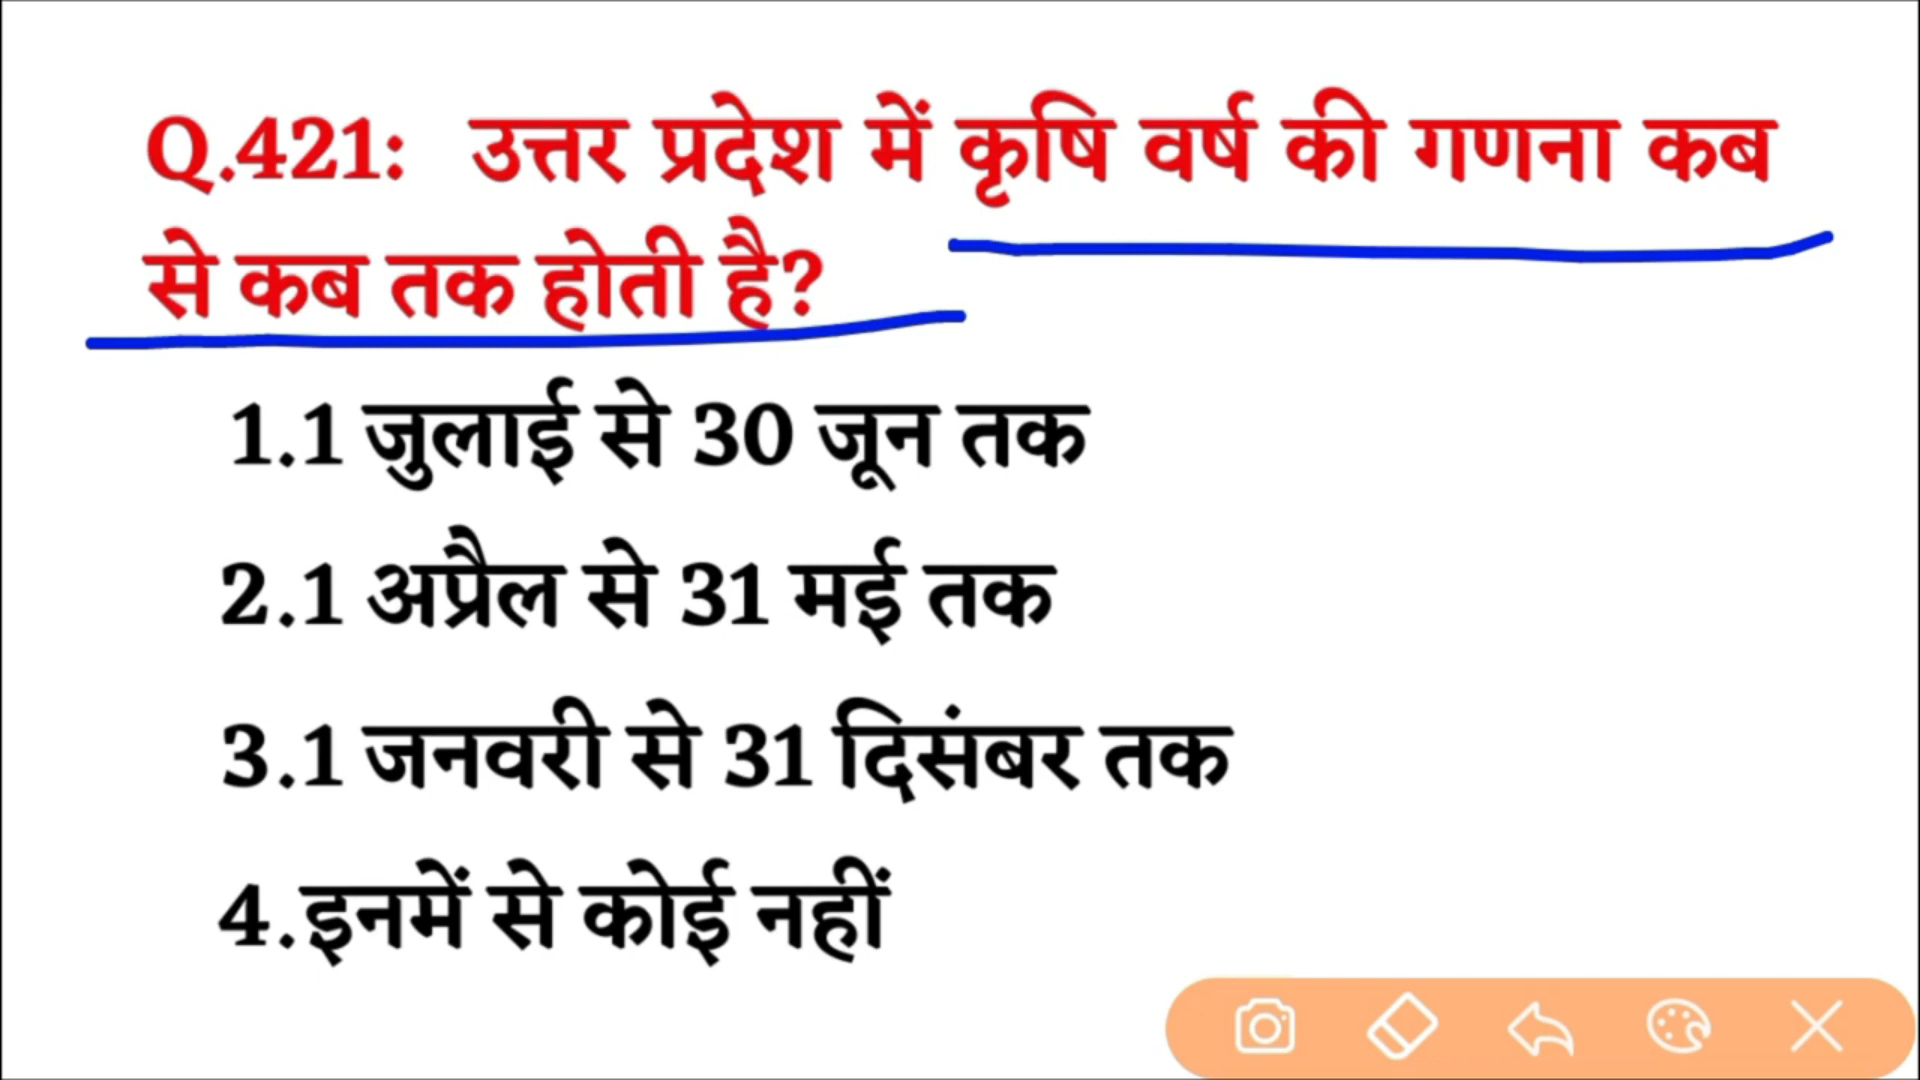 Q.421: उत्तर प्रदेश में कृषि वर्ष की गणना कब
से कब तक होती है?
1.1 जुलाई से 30 जून तक
2.1 अप्रैल से 31 मई तक
3.1 जनवरी से 31 दिसंबर तक
4.इनमें से कोई नहीं